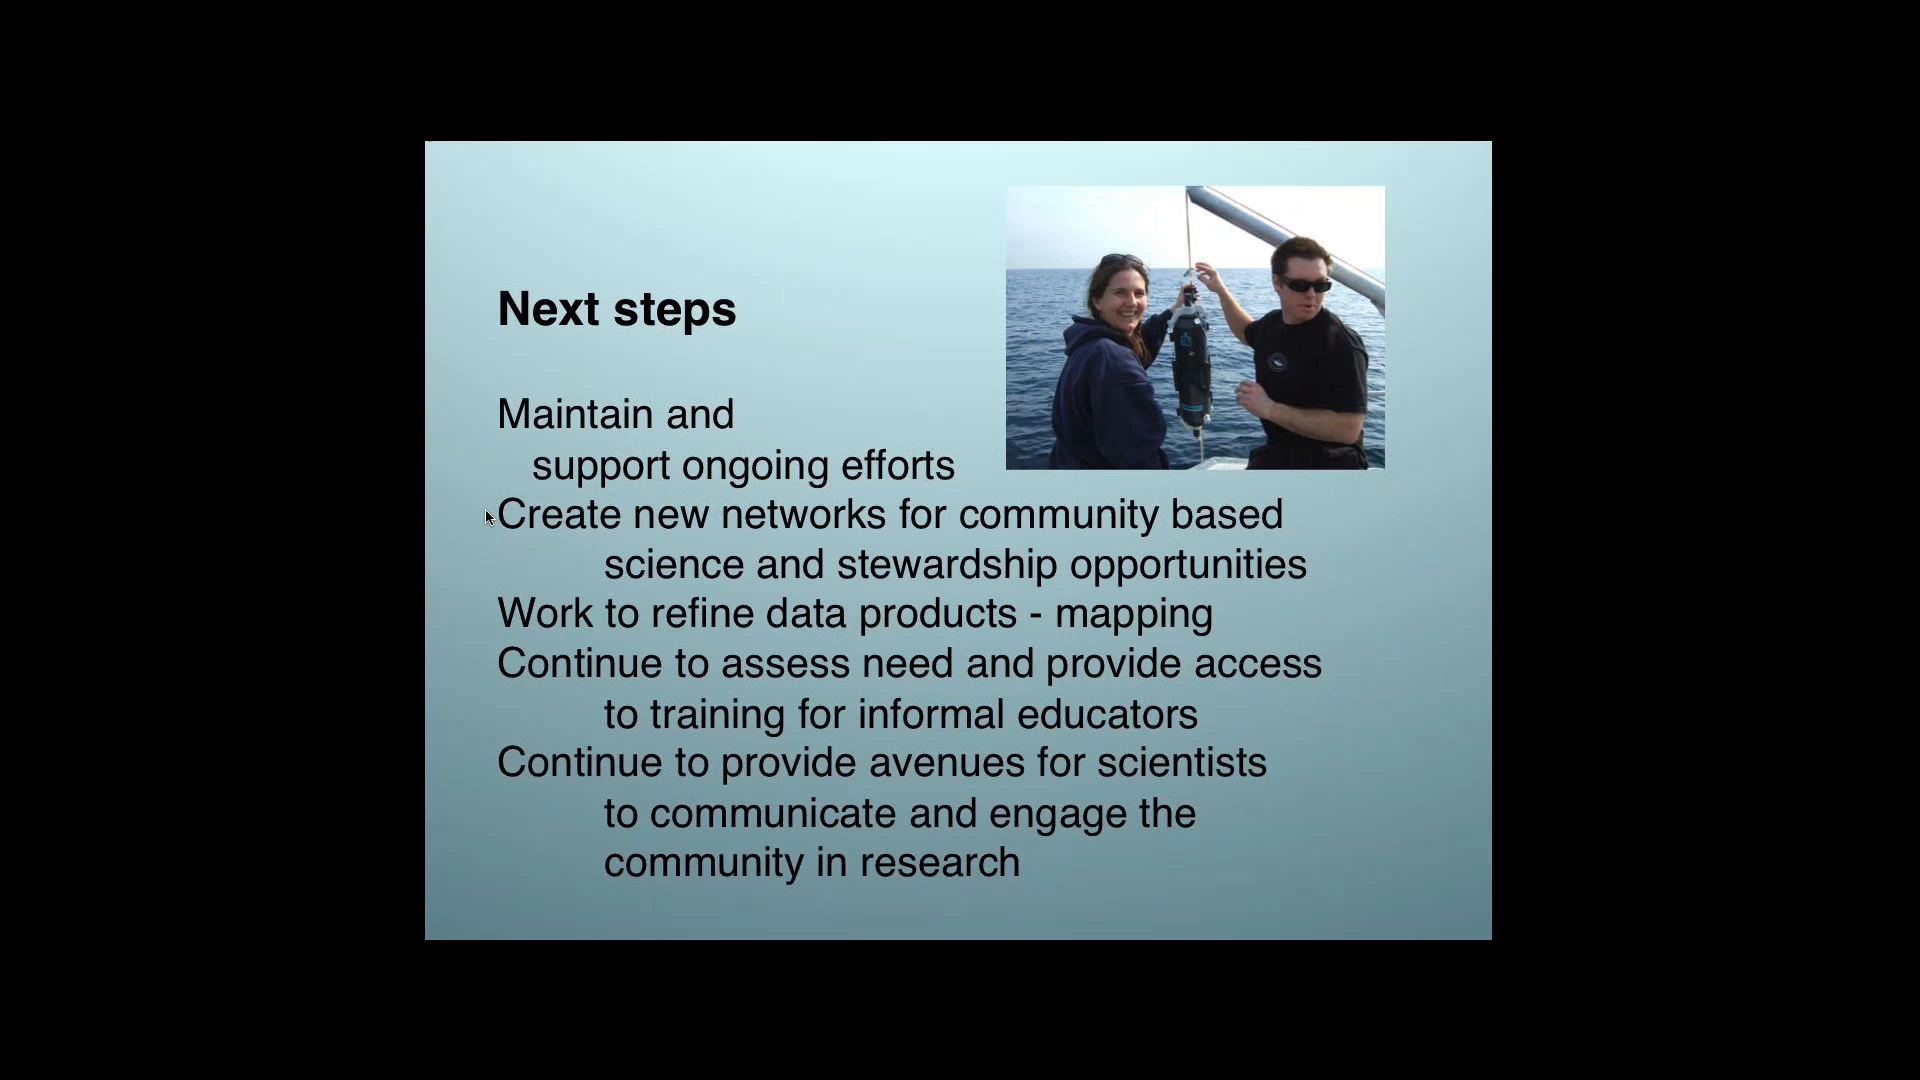 Next steps
Maintain and
support ongoing efforts
Create new networks for community based
science and stewardship opportunities
Work to refine data products - mapping
Continue to assess need and provide access
to training for informal educators
Continue to provide avenues for scientists
to communicate and engage the
community in research